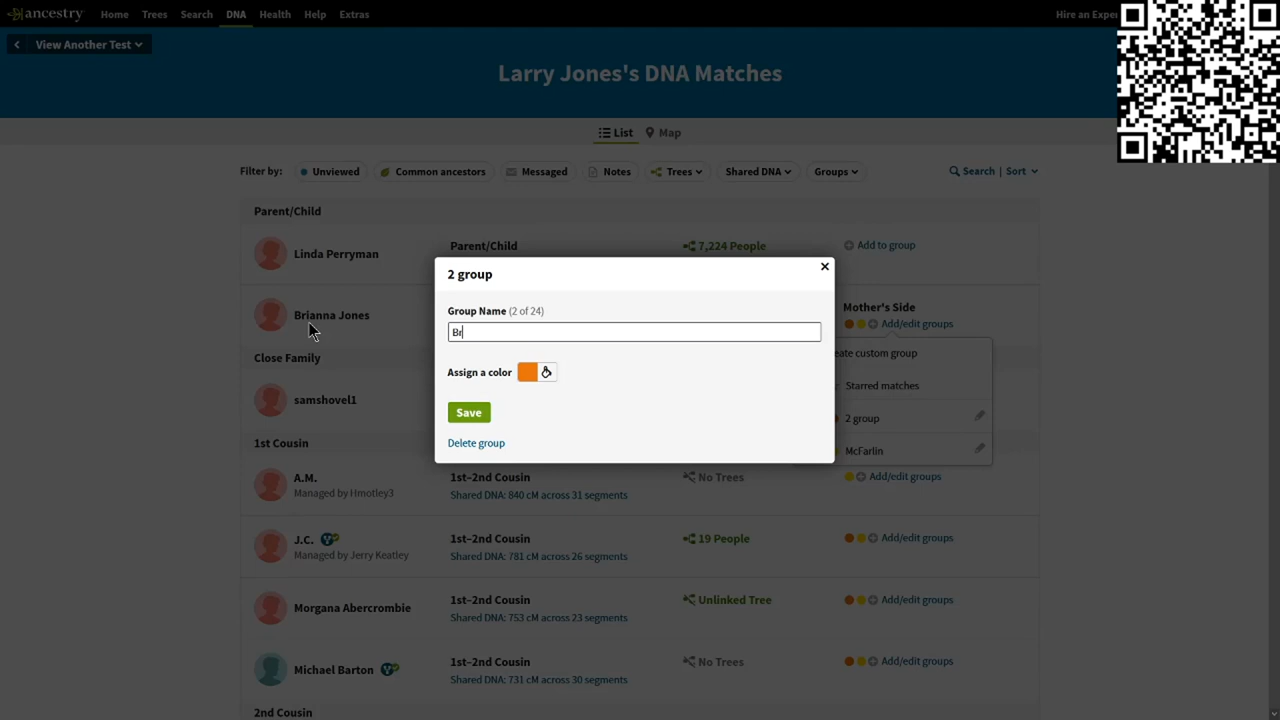 ancestry Home Trees Search DNA Health Help Extras Hire an Exper
View Another Test
Larry Jones's DNA Matches
List Map
Filter by: Unviewed Common ancestors Messaged Notes Trees Shared DNA Groups Search | Sort
Parent/Child
Linda Perryman Parent/Child 7,224 People Add to group
2 group
Group Name (2 of 24)
Br
Assign a color
Save
Delete group
Brianna Jones Mother's Side
Add/edit groups
eate custom group
Starred matches
2 group
McFarlin
Close Family
samshovel1
1st Cousin
A.M. 1st–2nd Cousin No Trees Add/edit groups
Managed by Hmotley3 Shared DNA: 840 cM across 31 segments
J.C. 1st–2nd Cousin 19 People Add/edit groups
Managed by Jerry Keatley Shared DNA: 781 cM across 26 segments
Morgana Abercrombie 1st–2nd Cousin Unlinked Tree Add/edit groups
Shared DNA: 753 cM across 23 segments
Michael Barton 1st–2nd Cousin No Trees Add/edit groups
Shared DNA: 731 cM across 30 segments
2nd Cousin